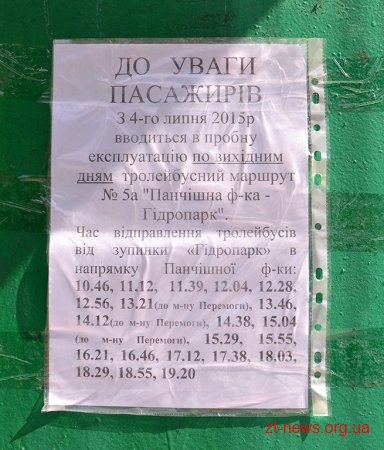 ДО УВАГИ
ПАСАЖИРІВ
З 4-го липня 2015р
вводиться в пробну
експлуатацію по вихідним
дням тролейбусний маршрут
№ 5а "Панчішна ф-ка -
Гідропарк".
Час відправлення тролейбусів
від зупинки «Гідропарк» в
напрямку Панчішної ф-ки:
10.46, 11.12, 11.39, 12.04, 12.28,
12.56, 13.21(до м-ну Перемоги), 13.46,
14.12(до м-ну Перемоги), 14.38, 15.04
(до м-ну Перемоги), 15.29, 15.55,
16.21, 16.46, 17.12, 17.38, 18.03,
18.29, 18.55, 19.20
zt-news.org.ua